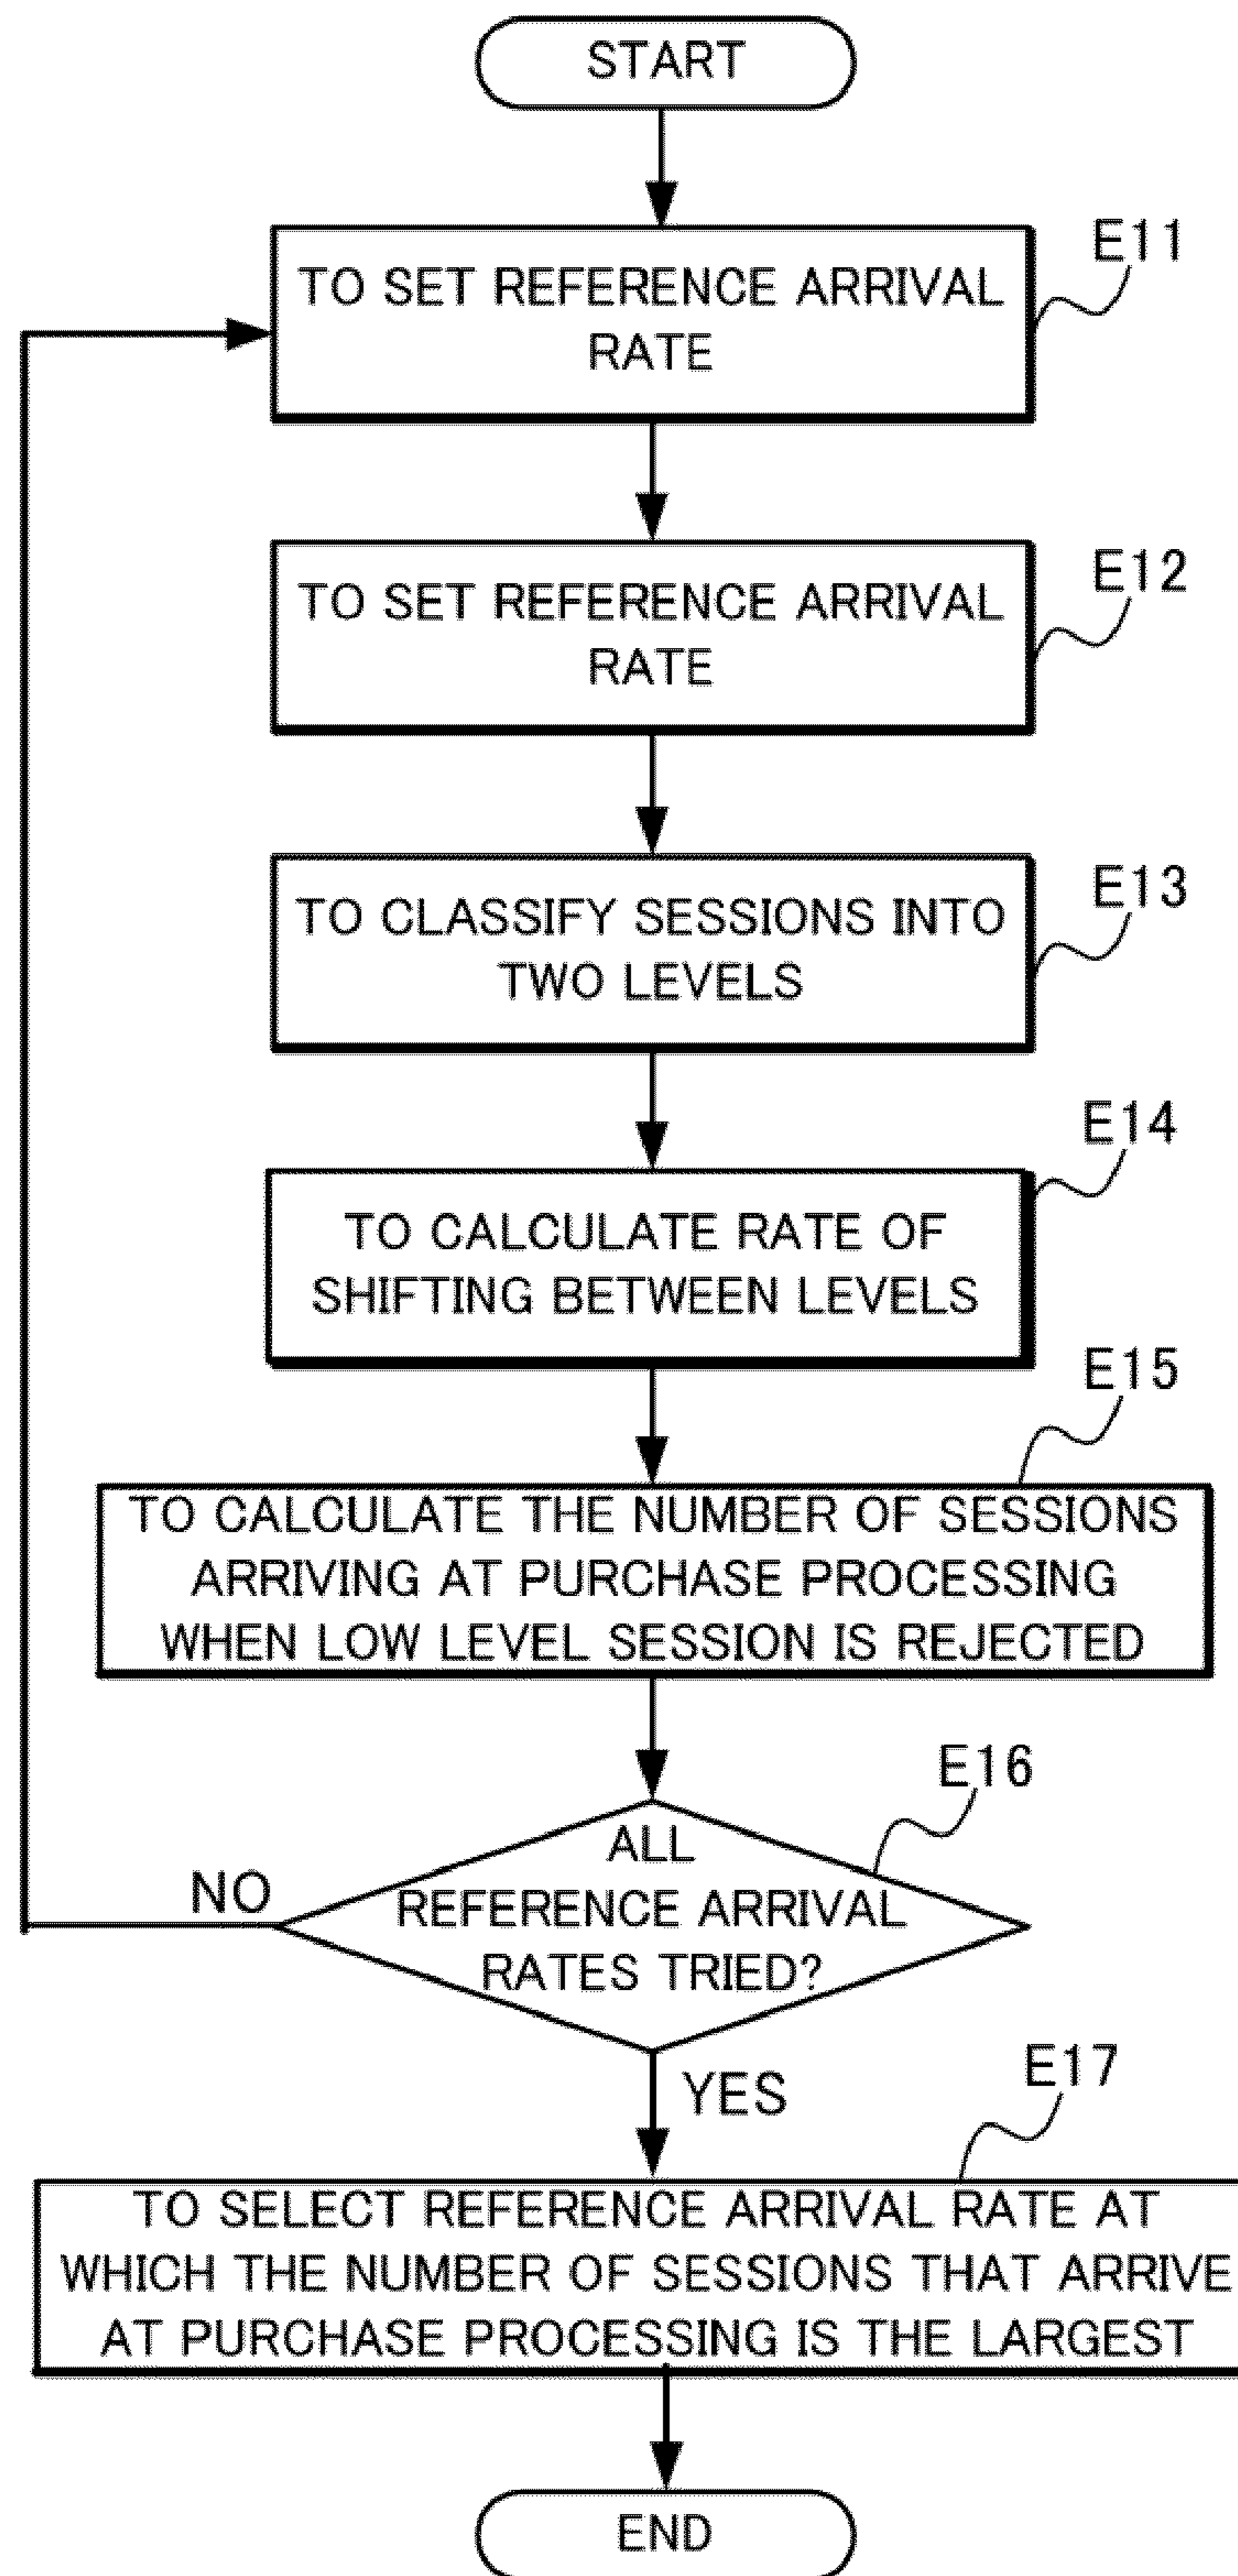 START
E11
TO SET REFERENCE ARRIVAL
RATE
E12
TO SET REFERENCE ARRIVAL
RATE
E13
TO CLASSIFY SESSIONS INTO
TWO LEVELS
E14
TO CALCULATE RATE OF
SHIFTING BETWEEN LEVELS
E15
TO CALCULATE THE NUMBER OF SESSIONS
ARRIVING AT PURCHASE PROCESSING
WHEN LOW LEVEL SESSION IS REJECTED
E16
ALL
REFERENCE ARRIVAL
RATES TRIED?
NO
YES
E17
TO SELECT REFERENCE ARRIVAL RATE AT
WHICH THE NUMBER OF SESSIONS THAT ARRIVE
AT PURCHASE PROCESSING IS THE LARGEST
END